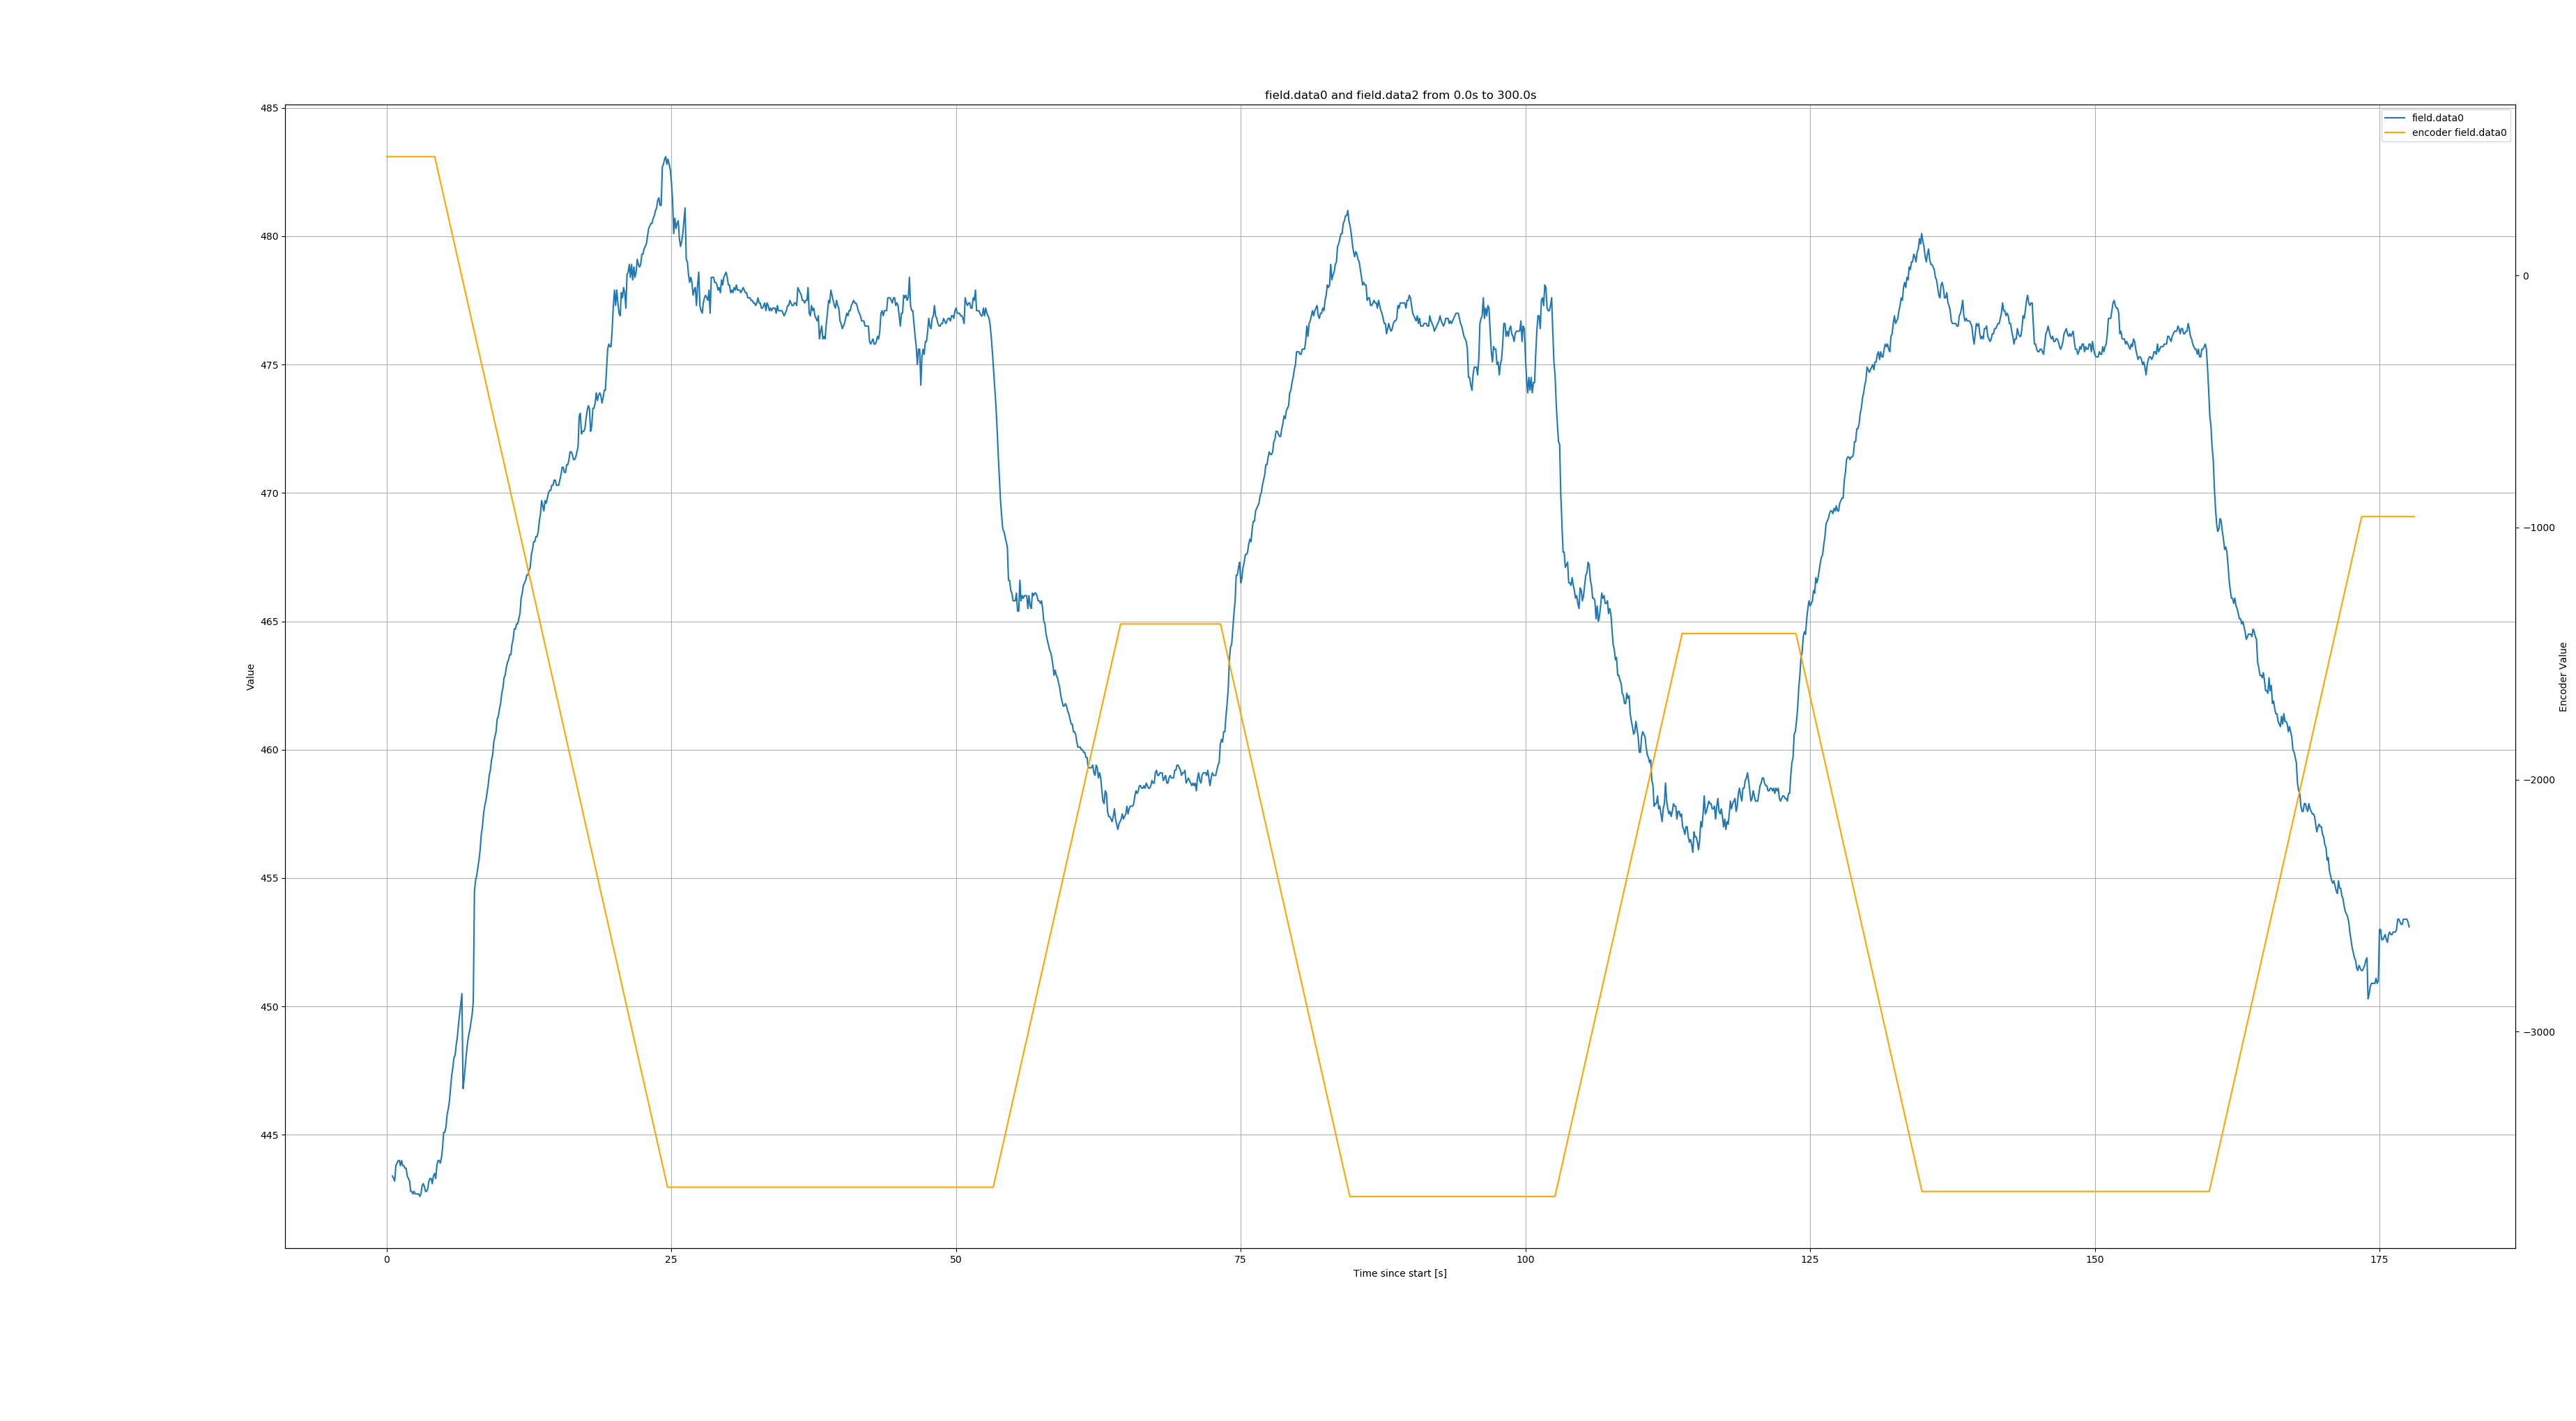 field.data0 and field.data2 from 0.0s to 300.0s
field.data0
encoder field.data0
485
480
475
470
465
460
455
450
445
Value
0
−1000
−2000
−3000
Encoder Value
0 25 50 75 100 125 150 175
Time since start [s]